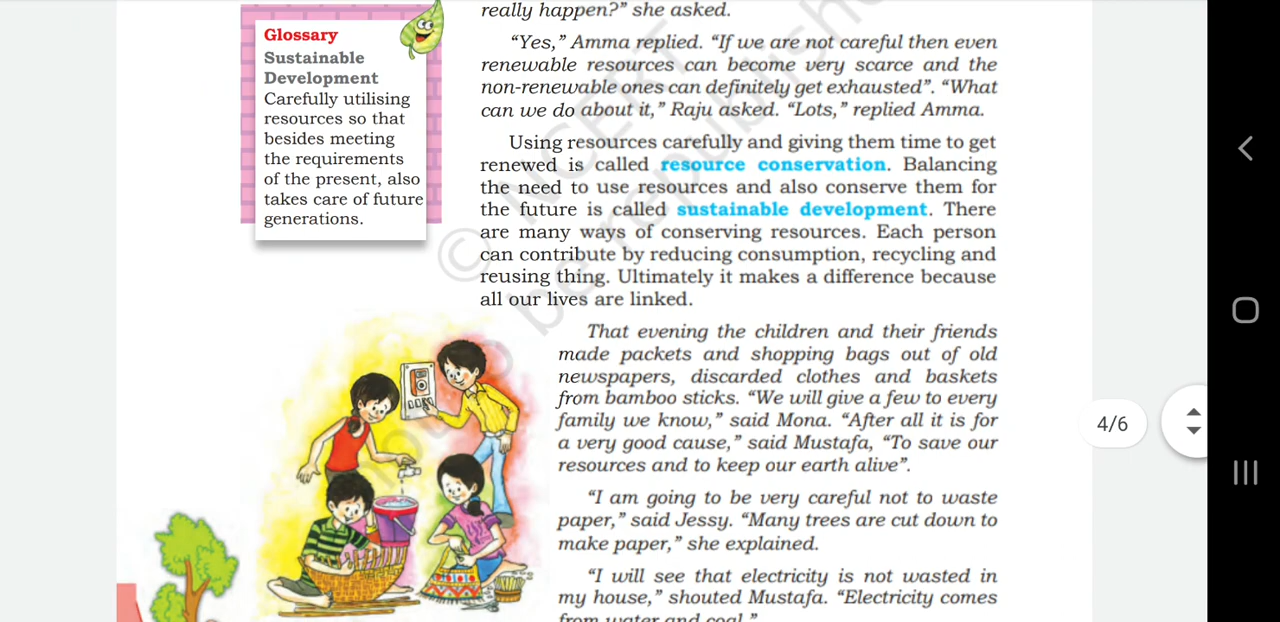 Glossary
Sustainable
Development
Carefully utilising
resources so that
besides meeting
the requirements
of the present, also
takes care of future
generations.
really happen?” she asked.
“Yes,” Amma replied. “If we are not careful then even
renewable resources can become very scarce and the
non-renewable ones can definitely get exhausted”. “What
can we do about it,” Raju asked. “Lots,” replied Amma.
Using resources carefully and giving them time to get
renewed is called resource conservation. Balancing
the need to use resources and also conserve them for
the future is called sustainable development. There
are many ways of conserving resources. Each person
can contribute by reducing consumption, recycling and
reusing thing. Ultimately it makes a difference because
all our lives are linked.
That evening the children and their friends
made packets and shopping bags out of old
newspapers, discarded clothes and baskets
from bamboo sticks. “We will give a few to every
family we know,” said Mona. “After all it is for
a very good cause,” said Mustafa, “To save our
resources and to keep our earth alive”.
“I am going to be very careful not to waste
paper,” said Jessy. “Many trees are cut down to
make paper,” she explained.
“I will see that electricity is not wasted in
my house,” shouted Mustafa. “Electricity comes
from water and coal.”
© NCERT
not to be republished
4/6